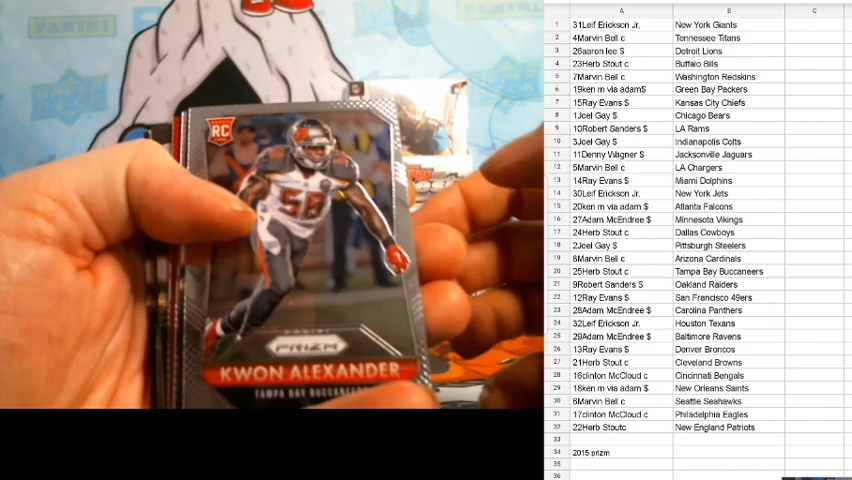 PANINI
RC
58
PANINI
PRIZM
KWON ALEXANDER
TAMPA BAY BUCCANEERS
A B C
1 31Leif Erickson Jr. New York Giants
2 4Marvin Bell c Tennessee Titans
3 26aaron lee S Detroit Lions
4 23Herb Stout c Buffalo Bills
5 7Marvin Bell c Washington Redskins
6 19ken m via adam$ Green Bay Packers
7 15Ray Evans $ Kansas City Chiefs
8 1Joel Gay $ Chicago Bears
9 10Robert Sanders $ LA Rams
10 3Joel Gay $ Indianapolis Colts
11 11Denny Wagner $ Jacksonville Jaguars
12 5Marvin Bell c LA Chargers
13 14Ray Evans $ Miami Dolphins
14 30Leif Erickson Jr. New York Jets
15 20ken m via adam $ Atlanta Falcons
16 27Adam McEndree $ Minnesota Vikings
17 24Herb Stout c Dallas Cowboys
18 2Joel Gay $ Pittsburgh Steelers
19 8Marvin Bell c Arizona Cardinals
20 25Herb Stout c Tampa Bay Buccaneers
21 9Robert Sanders $ Oakland Raiders
22 12Ray Evans $ San Francisco 49ers
23 28Adam McEndree $ Carolina Panthers
24 32Leif Erickson Jr. Houston Texans
25 29Adam McEndree $ Baltimore Ravens
26 13Ray Evans $ Denver Broncos
27 21Herb Stout c Cleveland Browns
28 16clinton McCloud c Cincinnati Bengals
29 18ken m via adam $ New Orleans Saints
30 6Marvin Bell c Seattle Seahawks
31 17clinton McCloud c Philadelphia Eagles
32 22Herb Stoutc New England Patriots
33
34 2015 prizm
35
36